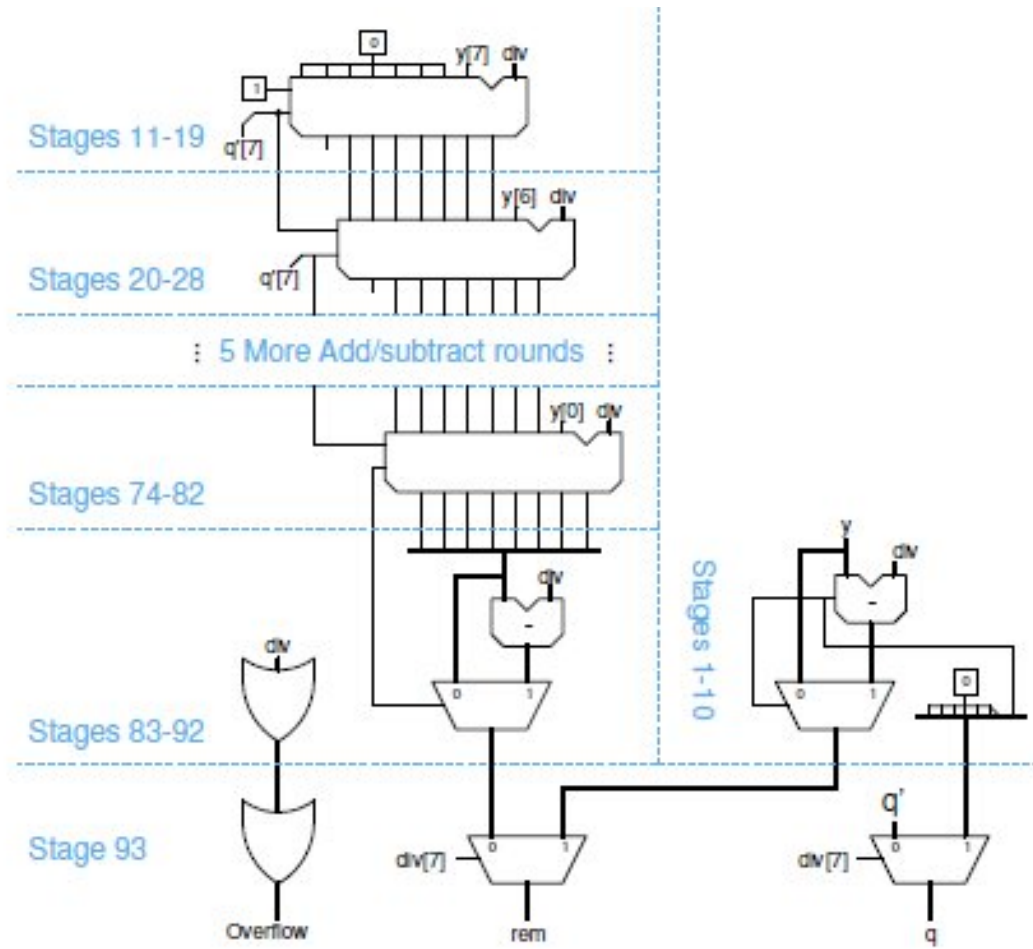 0
y[7] div
1
Stages 11-19
q'[7]
y[6] div
Stages 20-28
q'[7]
⋮ 5 More Add/subtract rounds ⋮
y[0] div
Stages 74-82
y
div
div
-
-
Stages 1-10
div
0 1
0 1
0
Stages 83-92
q'
Stage 93
div[7]
0 1
div[7]
0 1
Overflow
rem
q